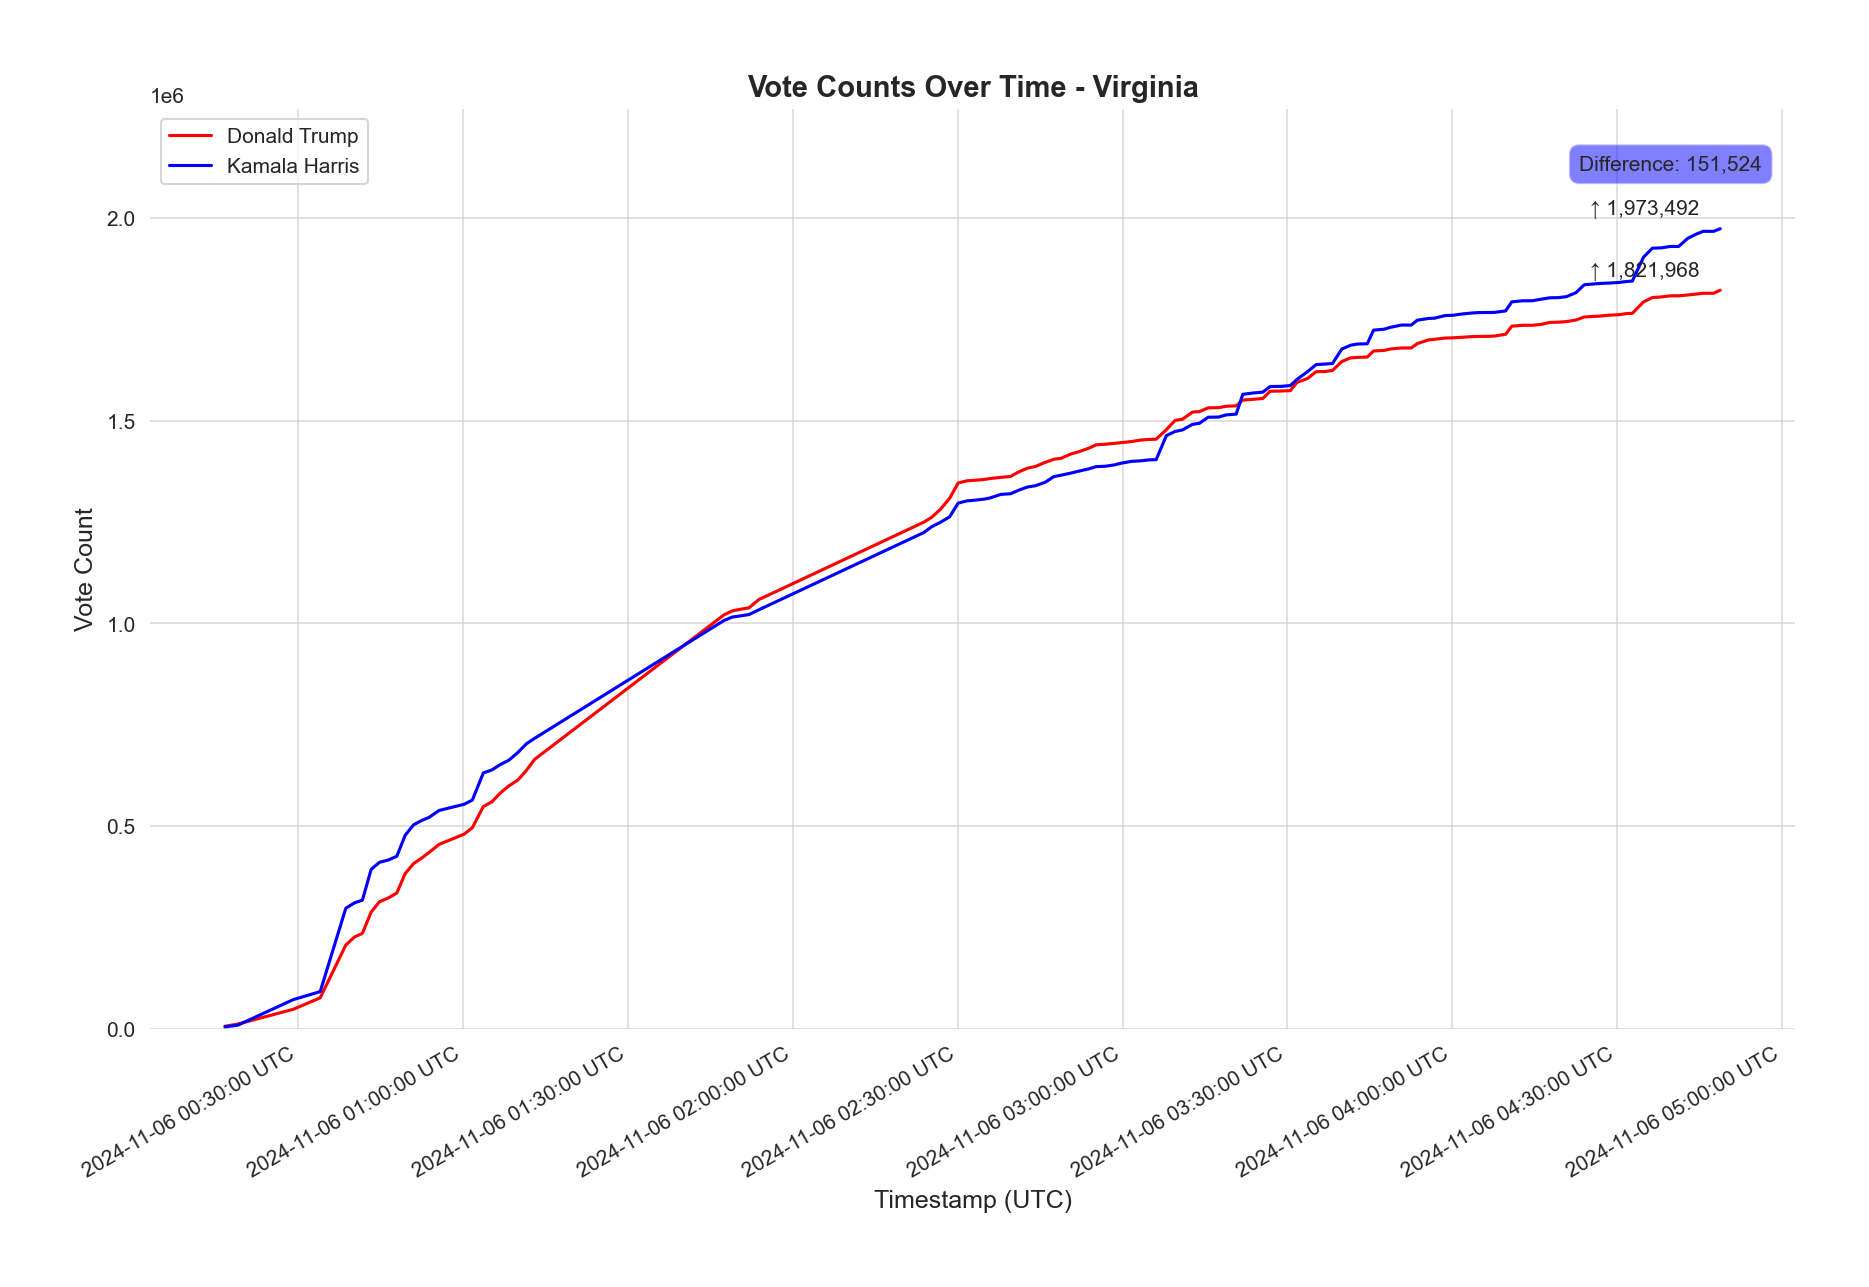 Vote Counts Over Time - Virginia
1e6
Donald Trump
Kamala Harris
Difference: 151,524
↑ 1,973,492
↑ 1,821,968
2.0
1.5
1.0
0.5
0.0
Vote Count
2024-11-06 00:30:00 UTC
2024-11-06 01:00:00 UTC
2024-11-06 01:30:00 UTC
2024-11-06 02:00:00 UTC
2024-11-06 02:30:00 UTC
2024-11-06 03:00:00 UTC
2024-11-06 03:30:00 UTC
2024-11-06 04:00:00 UTC
2024-11-06 04:30:00 UTC
2024-11-06 05:00:00 UTC
Timestamp (UTC)